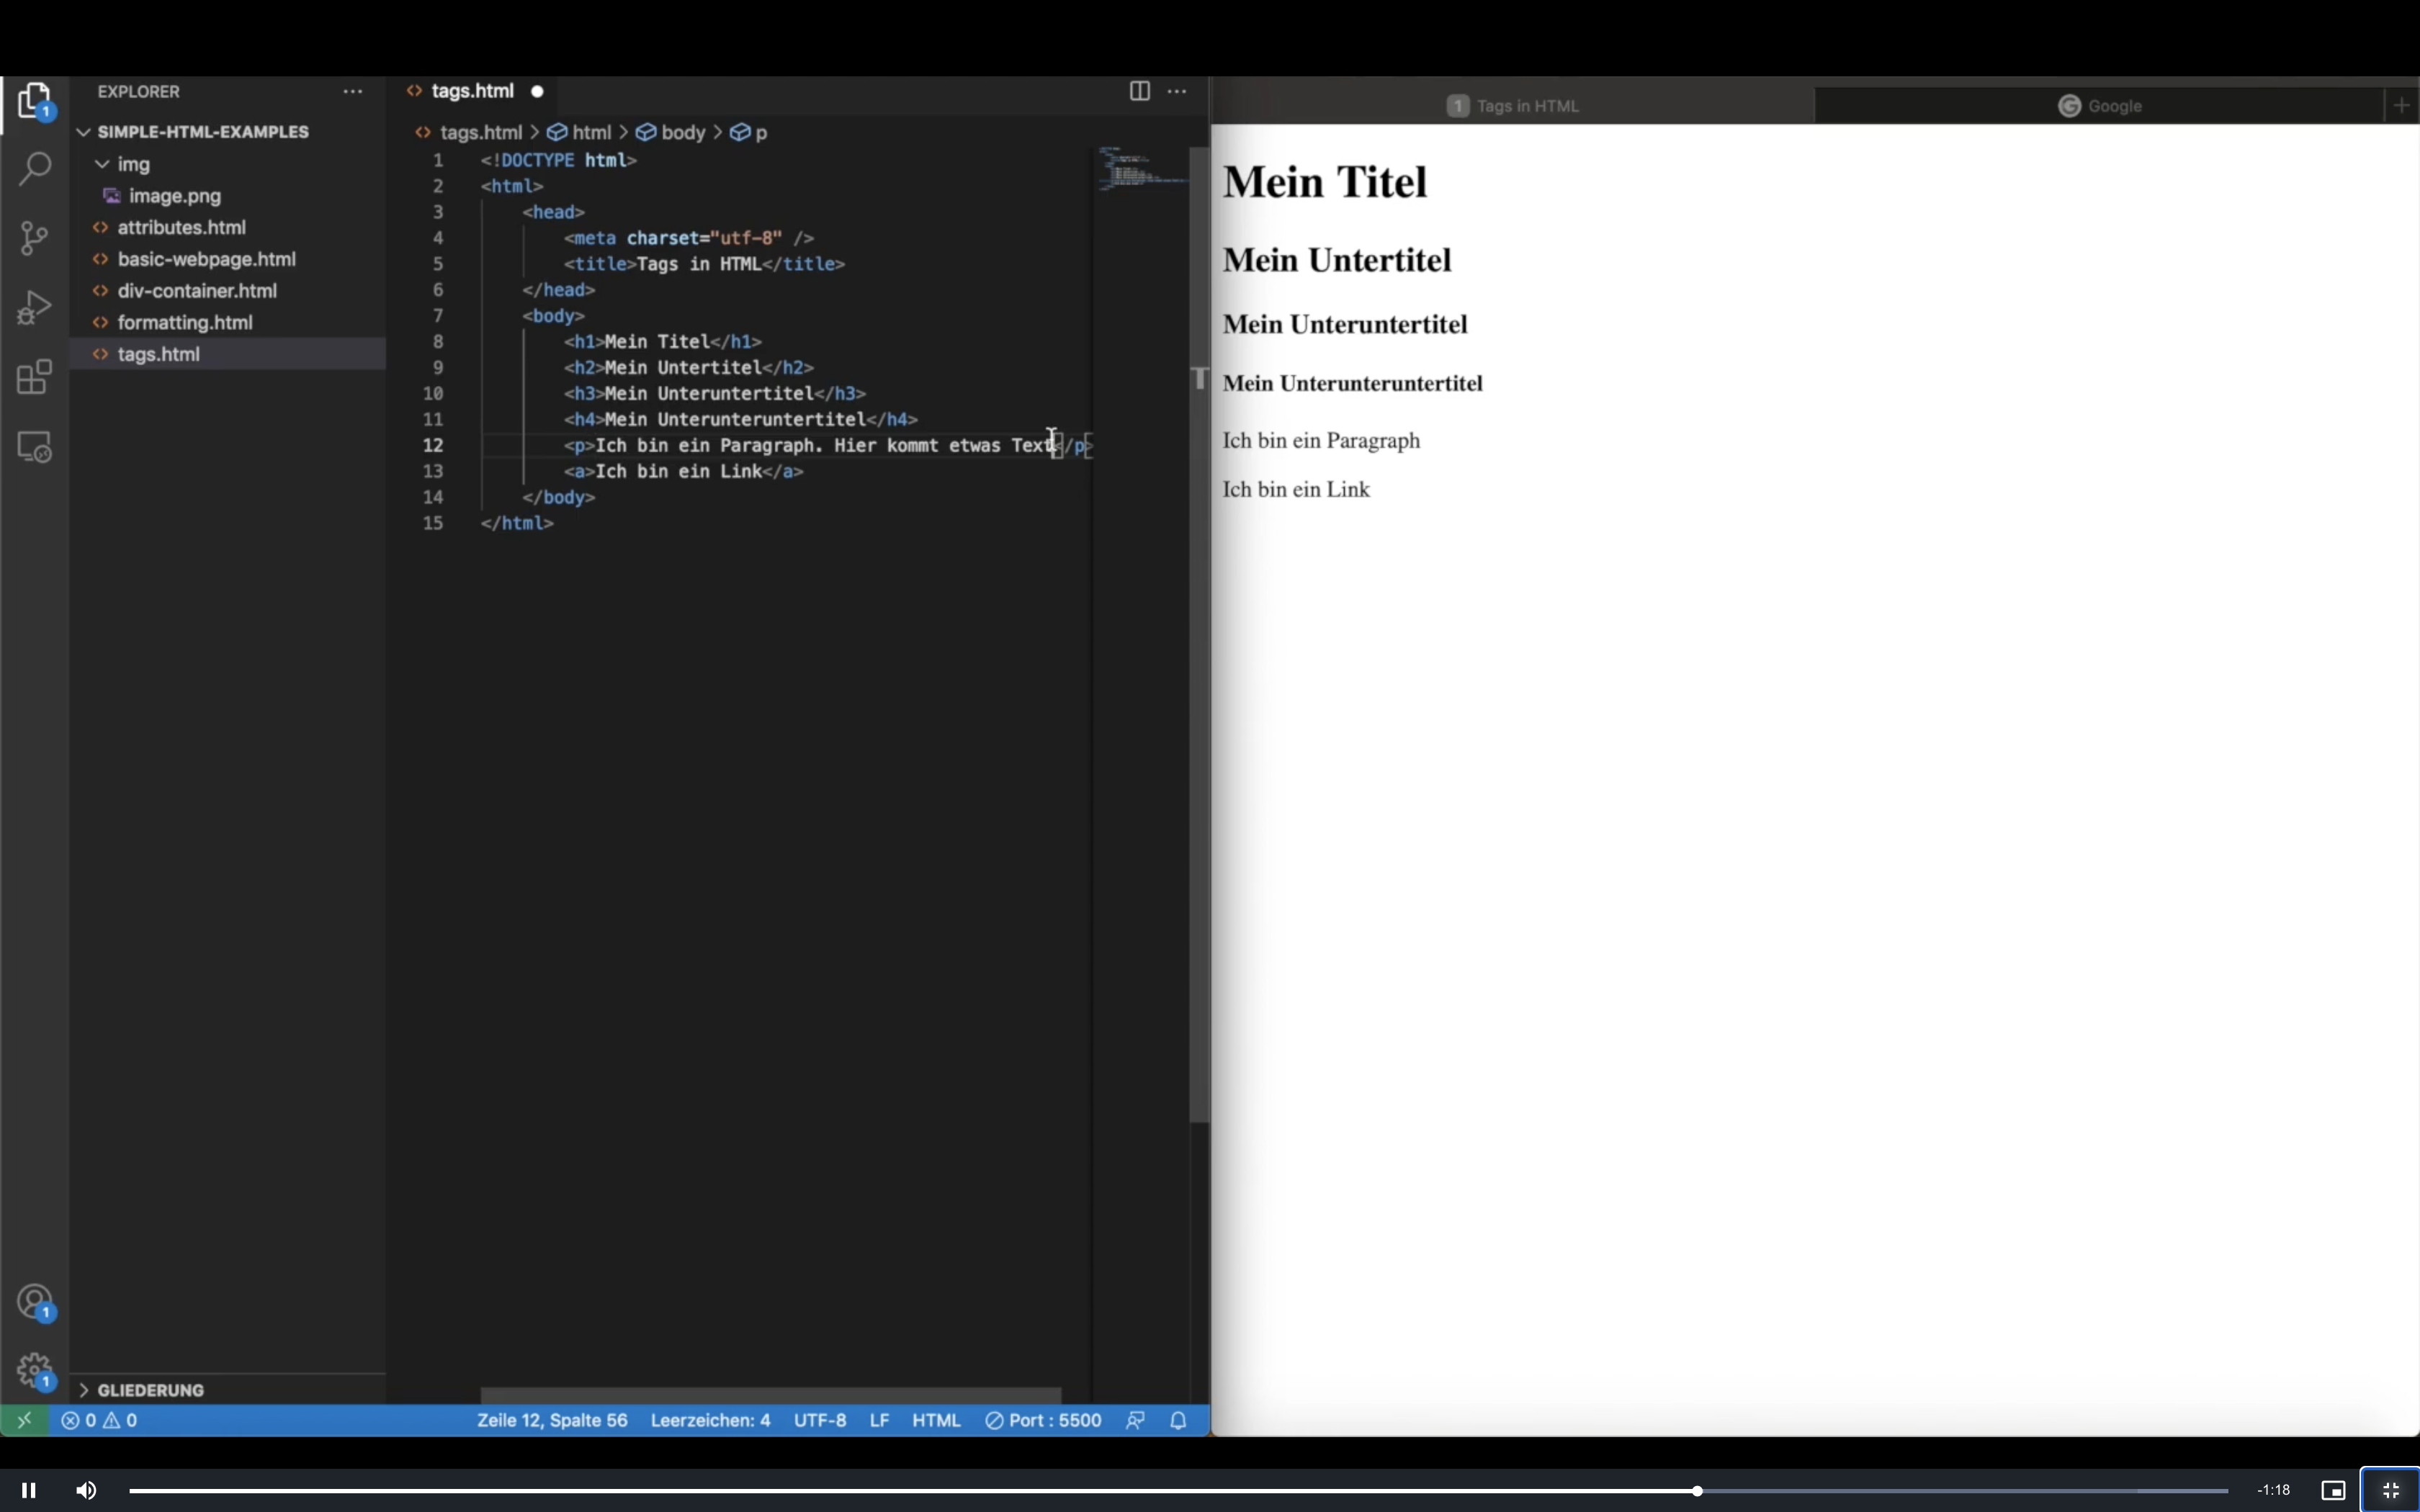 EXPLORER
SIMPLE-HTML-EXAMPLES
img
image.png
attributes.html
basic-webpage.html
div-container.html
formatting.html
tags.html
GLIEDERUNG
tags.html
tags.html > html > body > p
1 <!DOCTYPE html>
2 <html>
3 <head>
4 <meta charset="utf-8" />
5 <title>Tags in HTML</title>
6 </head>
7 <body>
8 <h1>Mein Titel</h1>
9 <h2>Mein Untertitel</h2>
10 <h3>Mein Unteruntertitel</h3>
11 <h4>Mein Unterunteruntertitel</h4>
12 <p>Ich bin ein Paragraph. Hier kommt etwas Text</p>
13 <a>Ich bin ein Link</a>
14 </body>
15 </html>
1
1
1
0 0 Zeile 12, Spalte 56 Leerzeichen: 4 UTF-8 LF HTML Port : 5500
1 Tags in HTML Google
Mein Titel
Mein Untertitel
Mein Unteruntertitel
Mein Unterunteruntertitel
Ich bin ein Paragraph
Ich bin ein Link
-1:18